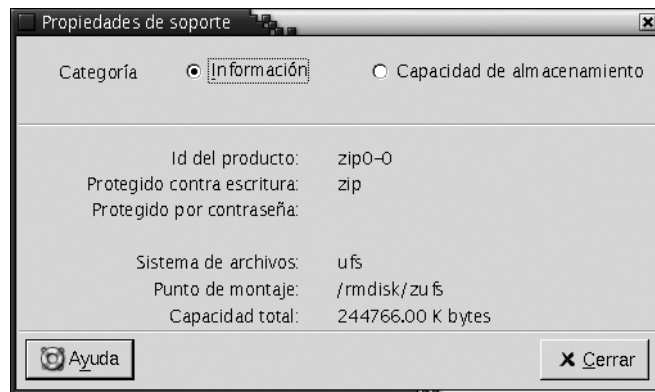 Propiedades de soporte
Categoría Información Capacidad de almacenamiento
Id del producto: zip0-0
Protegido contra escritura: zip
Protegido por contraseña:
Sistema de archivos: ufs
Punto de montaje: /rmdisk/zufs
Capacidad total: 244766.00 K bytes
Ayuda Cerrar